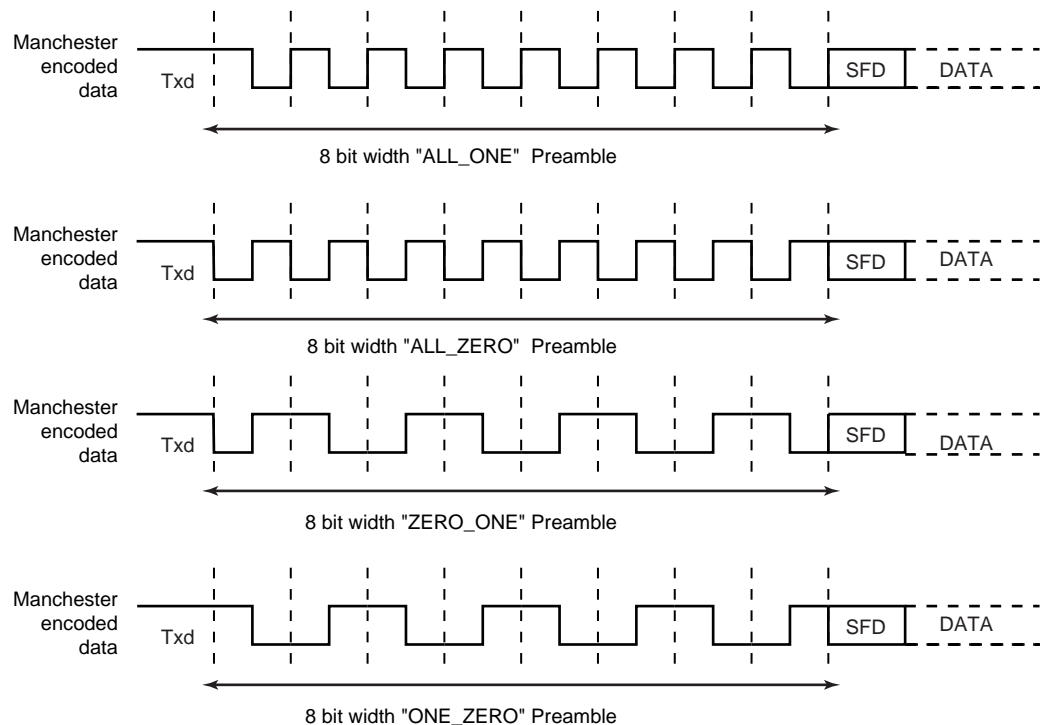 Manchester
encoded
data
Txd
SFD
DATA
8 bit width "ALL_ONE" Preamble
Manchester
encoded
data
Txd
SFD
DATA
8 bit width "ALL_ZERO" Preamble
Manchester
encoded
data
Txd
SFD
DATA
8 bit width "ZERO_ONE" Preamble
Manchester
encoded
data
Txd
SFD
DATA
8 bit width "ONE_ZERO" Preamble